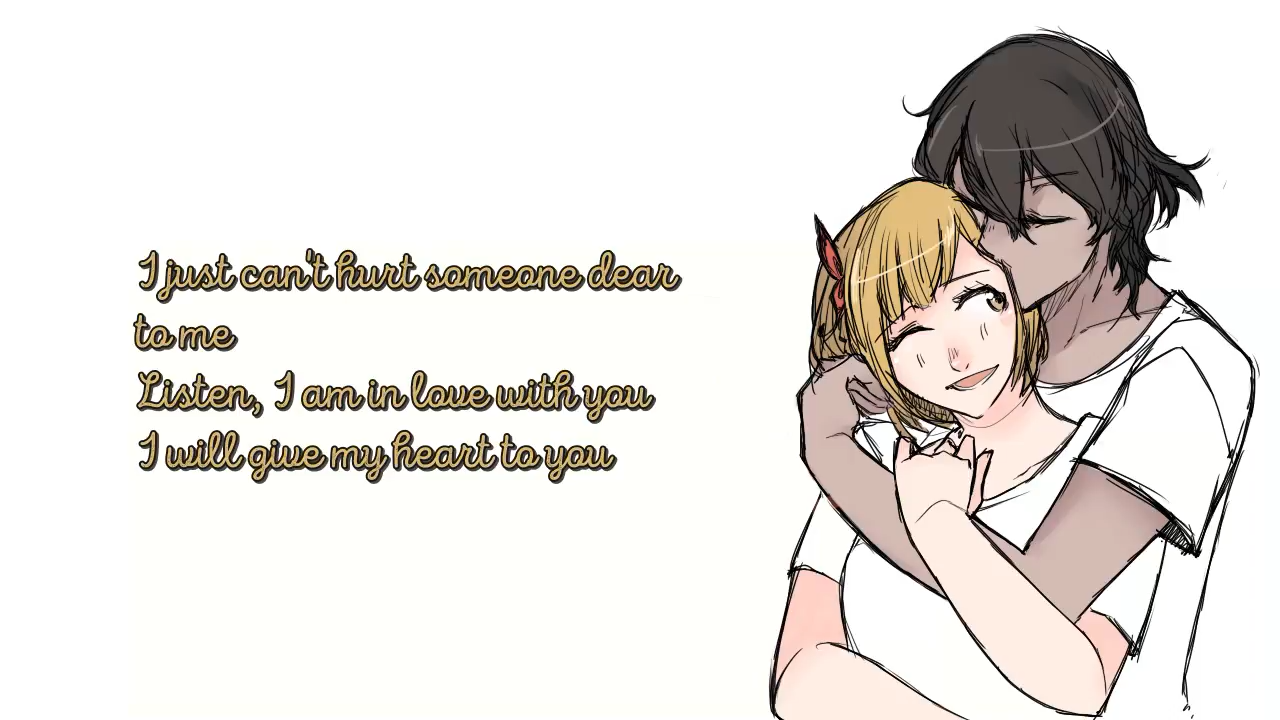 I just can't hurt someone dear
to me
Listen, I am in love with you
I will give my heart to you